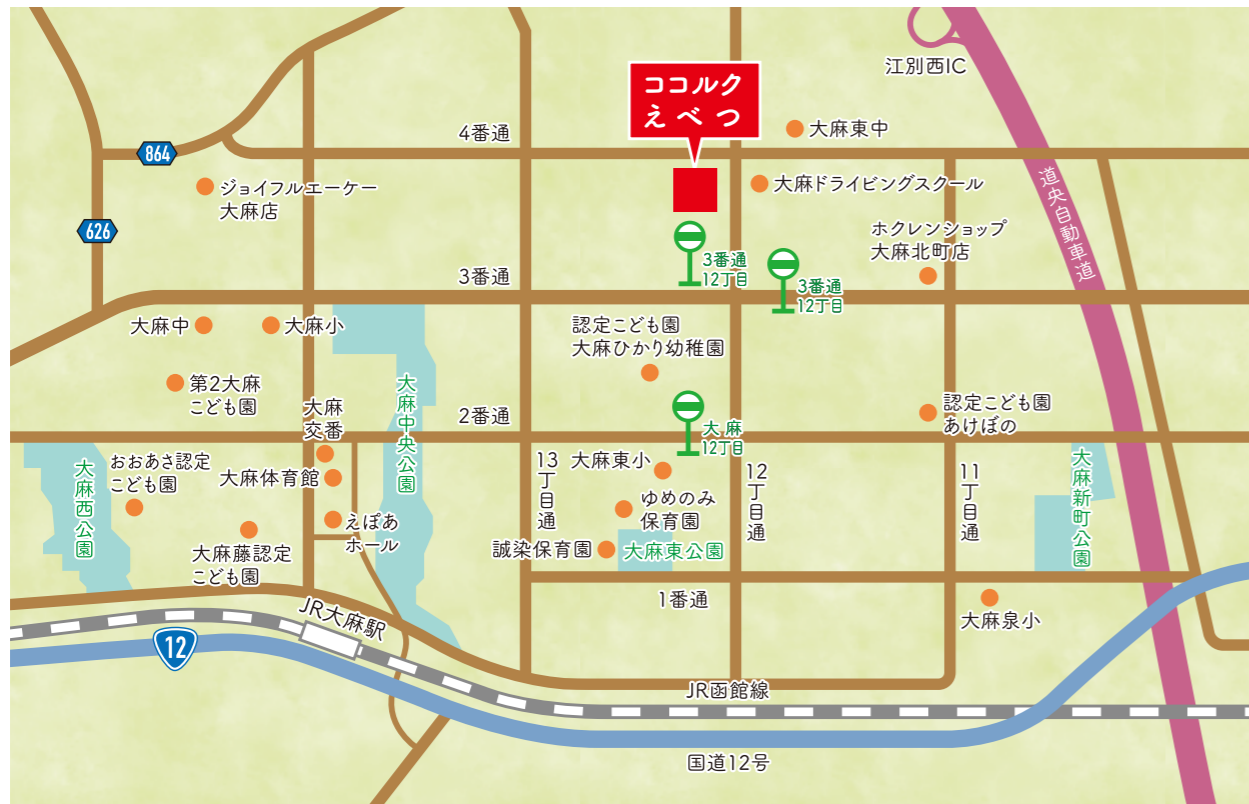 江別西IC
ココルク
えべつ
4番通
大麻東中
864
ジョイフルエーケー
大麻店
大麻ドライビングスクール
道央自動車道
626
ホクレンショップ
大麻北町店
3番通
12丁目
3番通
3番通
12丁目
大麻中
大麻小
認定こども園
大麻ひかり幼稚園
第2大麻
こども園
大麻
交番
大麻中央公園
2番通
大麻
12丁目
認定こども園
あけぼの
大麻西公園
おおあさ認定
こども園
大麻体育館
13丁目通
大麻東小
12丁目通
11丁目通
大麻新町公園
えぽあ
ホール
ゆめのみ
保育園
大麻藤認定
こども園
誠染保育園
大麻東公園
1番通
JR大麻駅
大麻泉小
12
JR函館線
国道12号